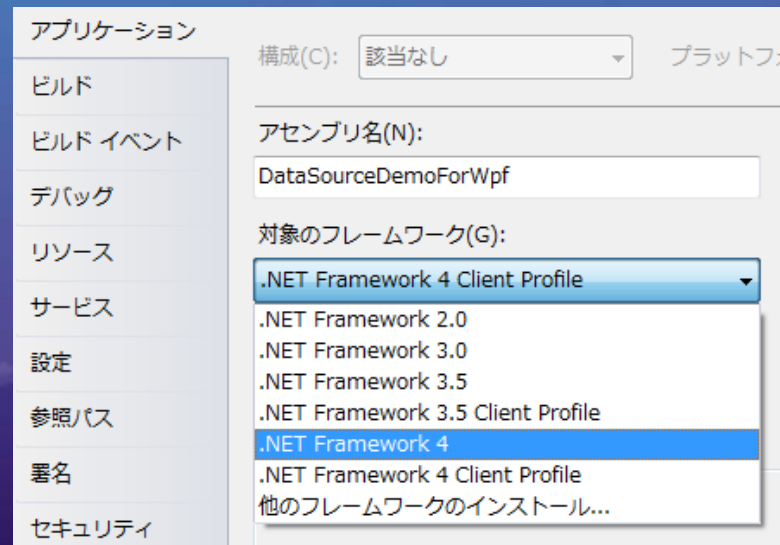 アプリケーション
ビルド
ビルド イベント
デバッグ
リソース
サービス
設定
参照パス
署名
セキュリティ
構成(C):
該当なし
プラットフ
アセンブリ名(N):
DataSourceDemoForWpf
対象のフレームワーク(G):
.NET Framework 4 Client Profile
.NET Framework 2.0
.NET Framework 3.0
.NET Framework 3.5
.NET Framework 3.5 Client Profile
.NET Framework 4
.NET Framework 4 Client Profile
他のフレームワークのインストール...